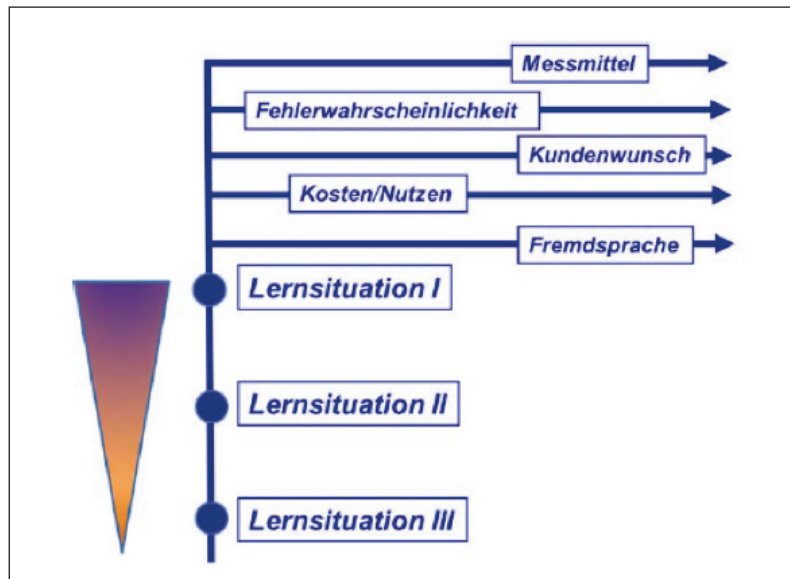 Messmittel
Fehlerwahrscheinlichkeit
Kundenwunsch
Kosten/Nutzen
Fremdsprache
Lernsituation I
Lernsituation II
Lernsituation III